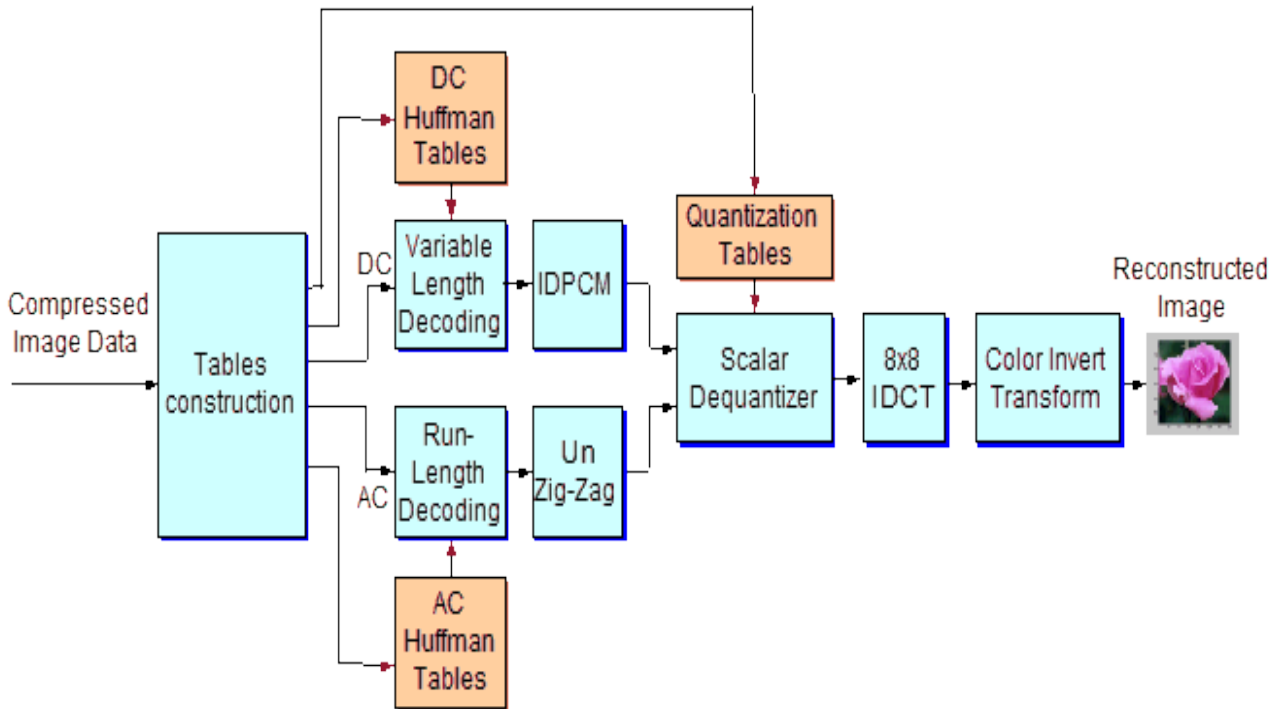 DC
Huffman
Tables
Quantization
Tables
Compressed
Image Data
Tables
construction
DC
Variable
Length
Decoding
IDPCM
Scalar
Dequantizer
8x8
IDCT
Color Invert
Transform
Reconstructed
Image
AC
Run-
Length
Decoding
Un
Zig-Zag
AC
Huffman
Tables